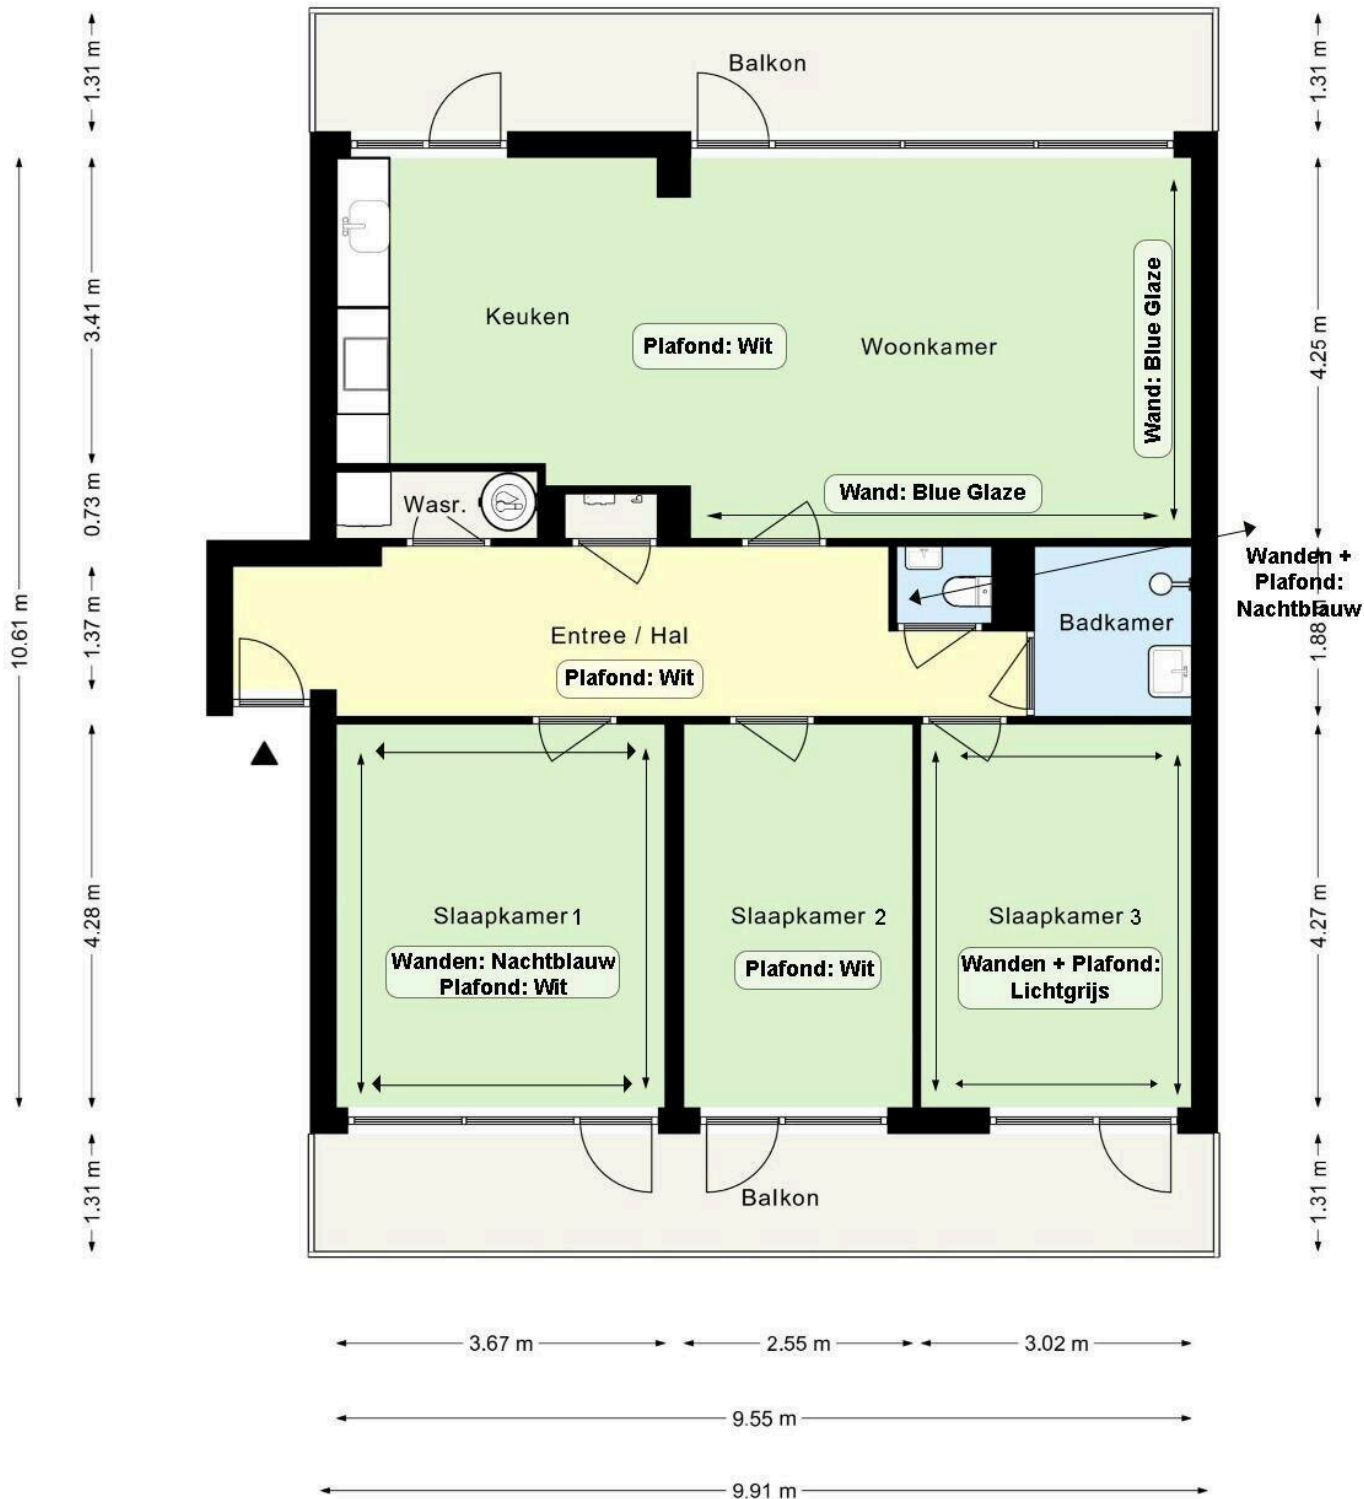 Balkon
1.31 m
1.31 m
3.41 m
Keuken
Plafond: Wit
Woonkamer
Wand: Blue Glaze
4.25 m
Wand: Blue Glaze
0.73 m
Wasr.
Wanden +
Plafond:
Nachtblauw
10.61 m
1.37 m
Entree / Hal
Plafond: Wit
Badkamer
1.88 m
4.28 m
Slaapkamer 1
Wanden: Nachtblauw
Plafond: Wit
Slaapkamer 2
Plafond: Wit
Slaapkamer 3
Wanden + Plafond:
Lichtgrijs
4.27 m
1.31 m
Balkon
1.31 m
3.67 m
2.55 m
3.02 m
9.55 m
9.91 m